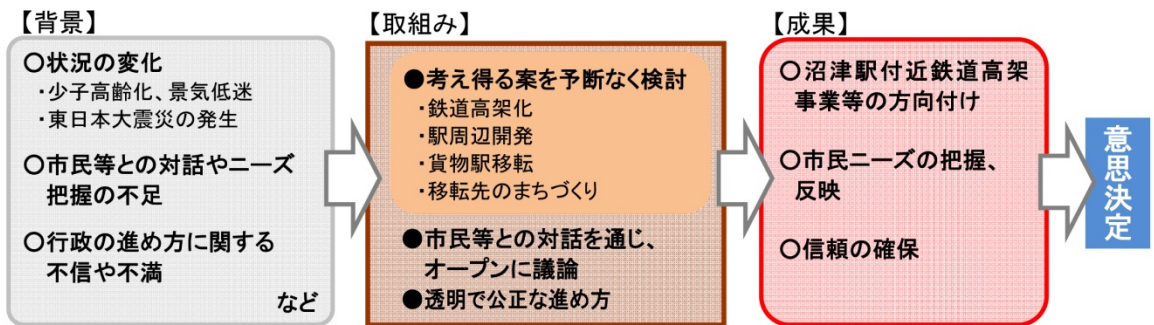 【背景】
○状況の変化
・少子高齢化、景気低迷
・東日本大震災の発生
○市民等との対話やニーズ
把握の不足
○行政の進め方に関する
不信や不満
など
【取組み】
●考え得る案を予断なく検討
・鉄道高架化
・駅周辺開発
・貨物駅移転
・移転先のまちづくり
●市民等との対話を通じ、
オープンに議論
●透明で公正な進め方
【成果】
○沼津駅付近鉄道高架
事業等の方向付け
○市民ニーズの把握、
反映
○信頼の確保
意思決定